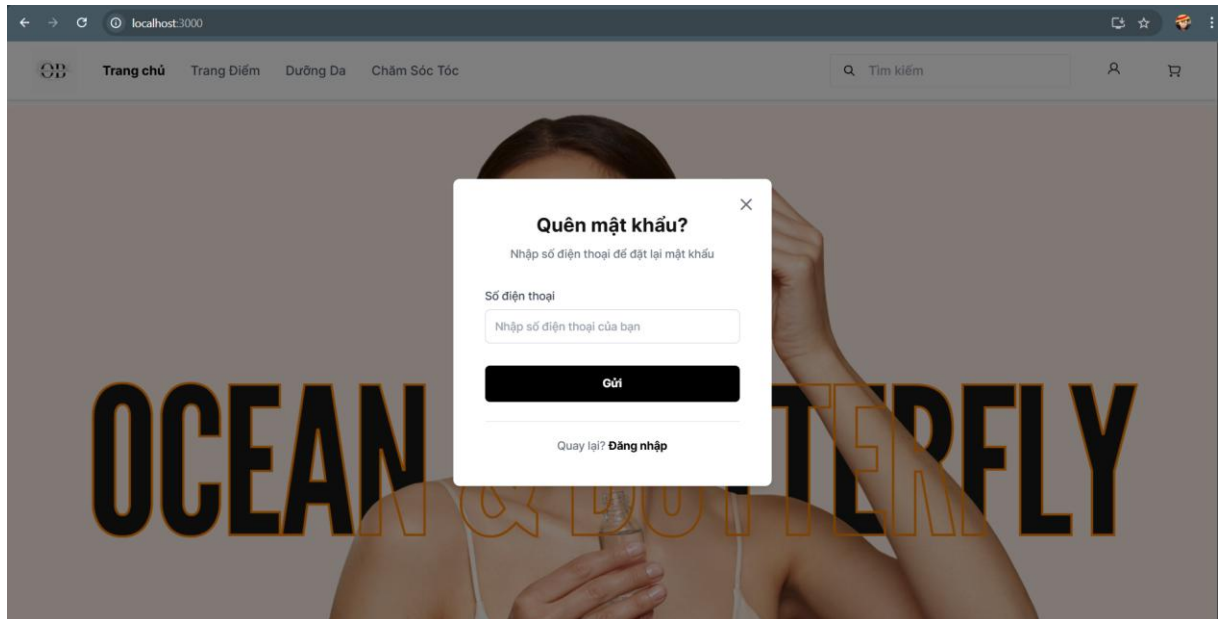 localhost:3000
OB Trang chủ Trang Điểm Dưỡng Da Chăm Sóc Tóc Tìm kiếm
Quên mật khẩu?
Nhập số điện thoại để đặt lại mật khẩu
Số điện thoại
Nhập số điện thoại của bạn
Gửi
Quay lại? Đăng nhập
OCEAN & BUTTERFLY